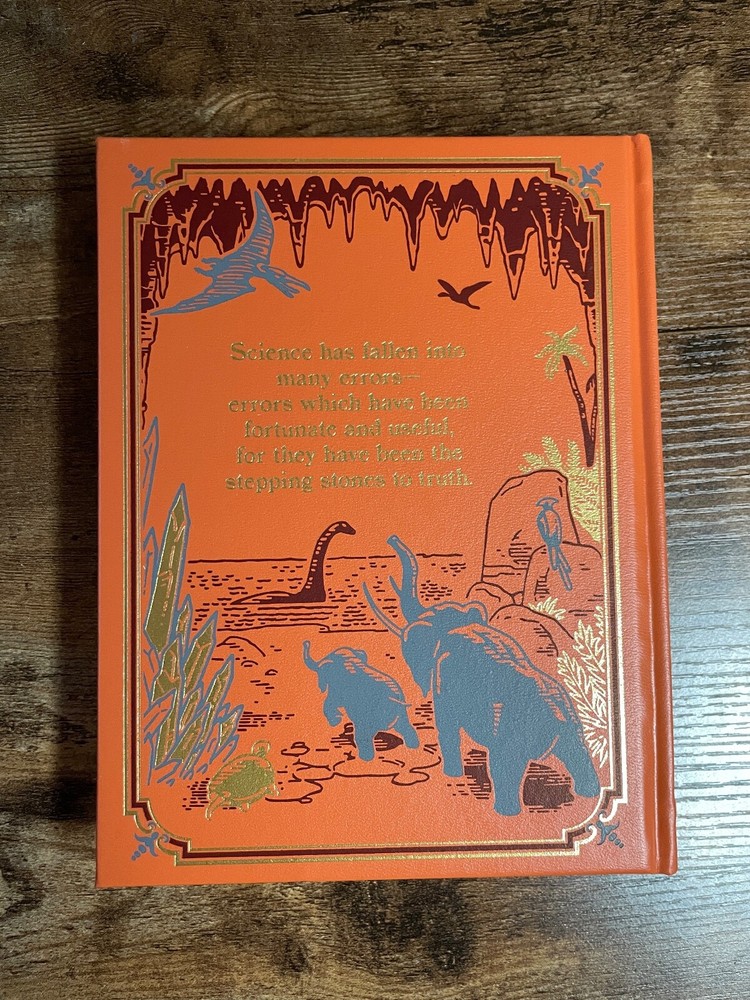 Science has fallen into
many errors—
errors which have been
fortunate and useful,
for they have been the
stepping stones to truth.